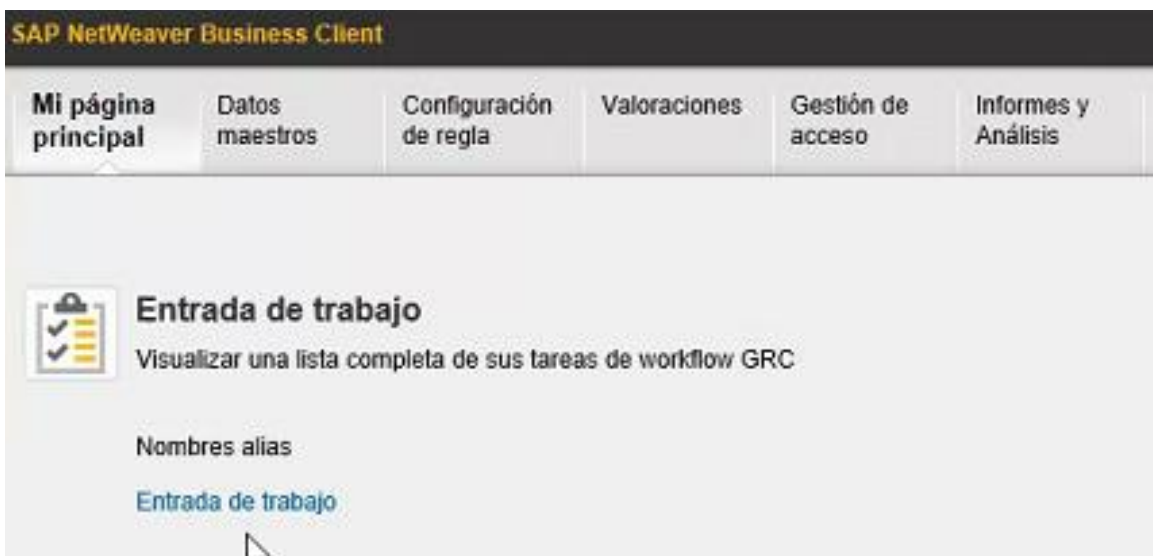 SAP NetWeaver Business Client
Mi página principal
Datos maestros
Configuración de regla
Valoraciones
Gestión de acceso
Informes y Análisis
Entrada de trabajo
Visualizar una lista completa de sus tareas de workflow GRC
Nombres alias
Entrada de trabajo